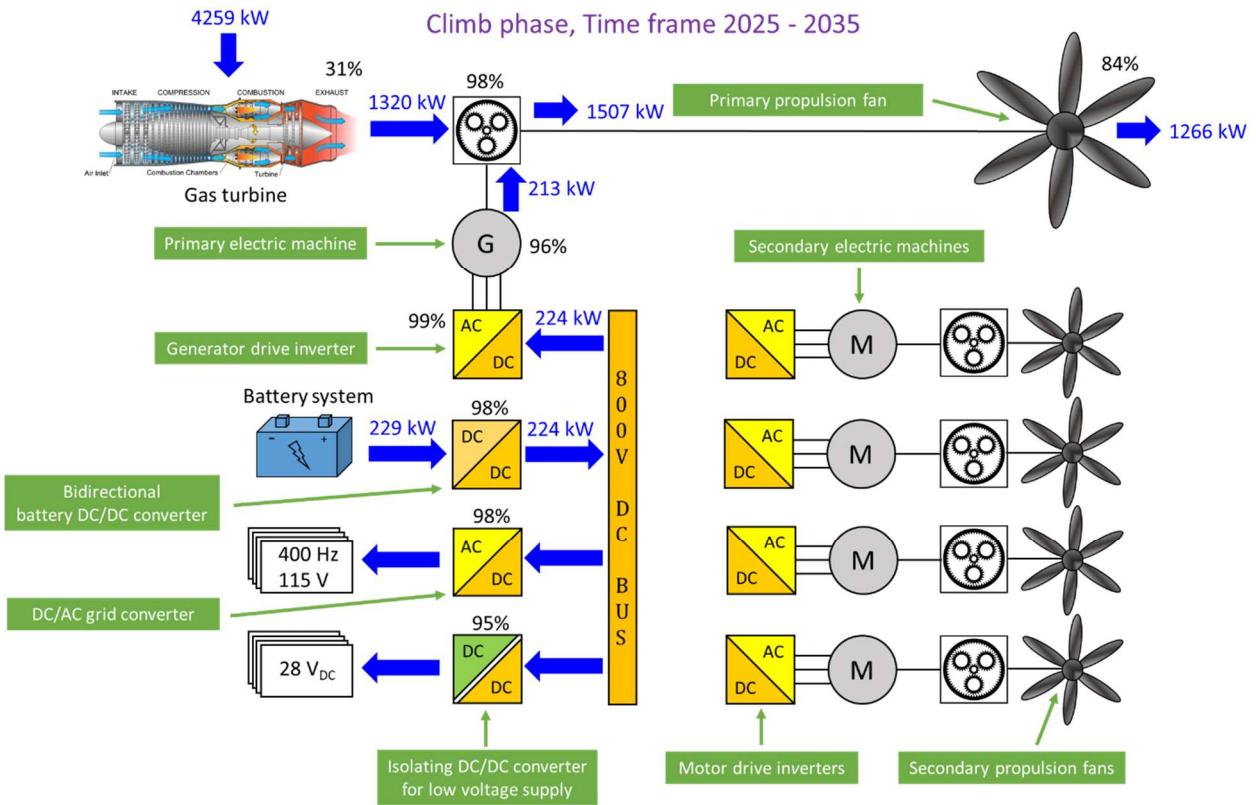 4259 kW
Climb phase, Time frame 2025 - 2035
31%
INTAKE COMPRESSION COMBUSTION EXHAUST
Air Inlet
Combustion Chambers
Turbine
Gas turbine
1320 kW
98%
1507 kW
Primary propulsion fan
84%
1266 kW
213 kW
Primary electric machine
G
96%
Secondary electric machines
99%
AC
DC
224 kW
Generator drive inverter
800V DC BUS
AC
DC
M
Battery system
- +
229 kW
98%
DC
DC
224 kW
AC
DC
M
Bidirectional
battery DC/DC converter
98%
400 Hz
115 V
AC
DC
AC
DC
M
DC/AC grid converter
95%
28 VDC
DC
DC
AC
DC
M
Isolating DC/DC converter
for low voltage supply
Motor drive inverters
Secondary propulsion fans